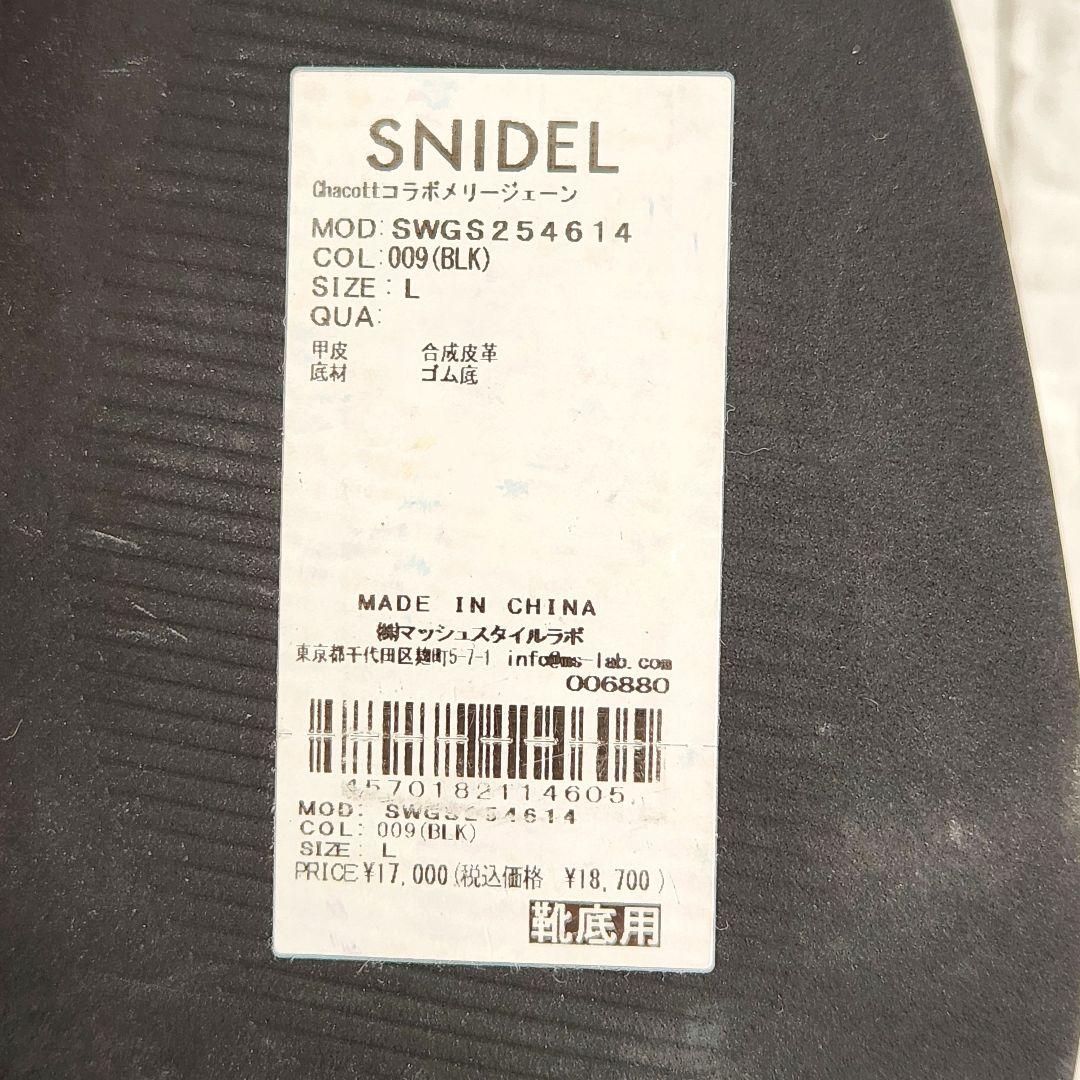 SNIDEL
Chacottコラボメリージェーン
MOD:SWGS254614
COL:009(BLK)
SIZE:L
QUA:
甲皮 合成皮革
底材 ゴム底
MADE IN CHINA
㈱マッシュスタイルラボ
東京都千代田区麹町5-7-1 info@ms-lab.com
006880
4570182114605
MOD: SWGS254614
COL: 009(BLK)
SIZE: L
PRICE¥17,000(税込価格 ¥18,700)
靴底用